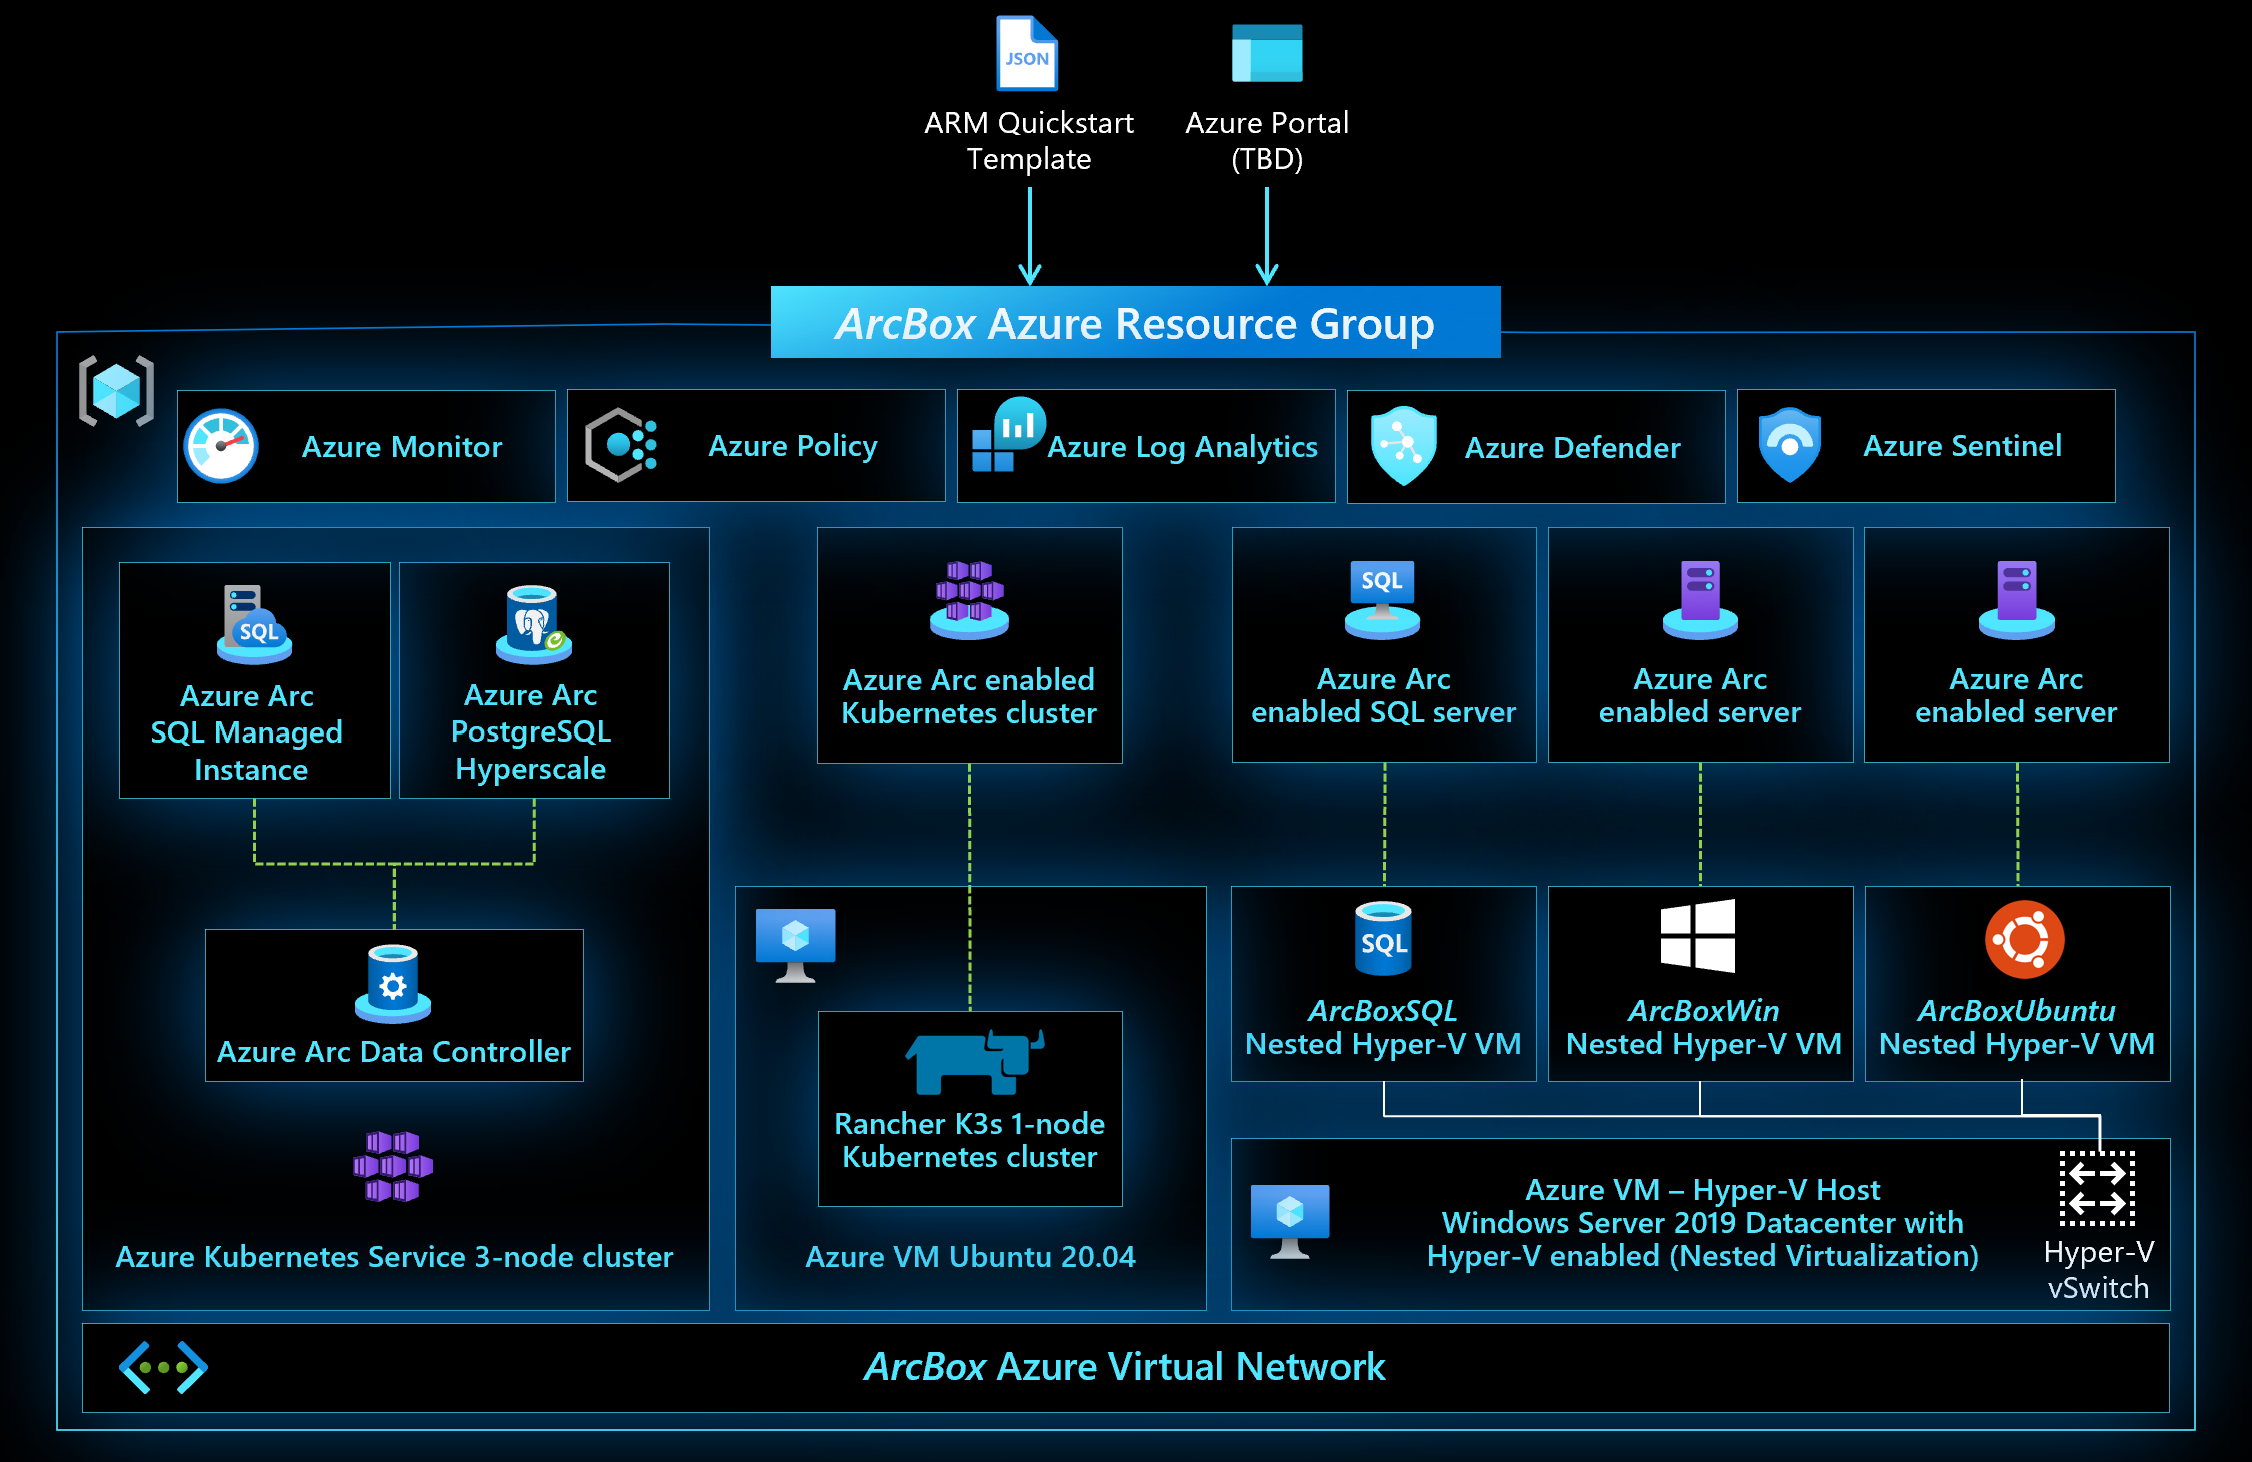 JSON
ARM Quickstart
Template
Azure Portal
(TBD)
ArcBox Azure Resource Group
Azure Monitor
Azure Policy
Azure Log Analytics
Azure Defender
Azure Sentinel
SQL
Azure Arc
SQL Managed
Instance
Azure Arc
PostgreSQL
Hyperscale
Azure Arc enabled
Kubernetes cluster
SQL
Azure Arc
enabled SQL server
Azure Arc
enabled server
Azure Arc
enabled server
Azure Arc Data Controller
Azure Kubernetes Service 3-node cluster
Rancher K3s 1-node
Kubernetes cluster
Azure VM Ubuntu 20.04
SQL
ArcBoxSQL
Nested Hyper-V VM
ArcBoxWin
Nested Hyper-V VM
ArcBoxUbuntu
Nested Hyper-V VM
Azure VM – Hyper-V Host
Windows Server 2019 Datacenter with
Hyper-V enabled (Nested Virtualization)
Hyper-V
vSwitch
ArcBox Azure Virtual Network